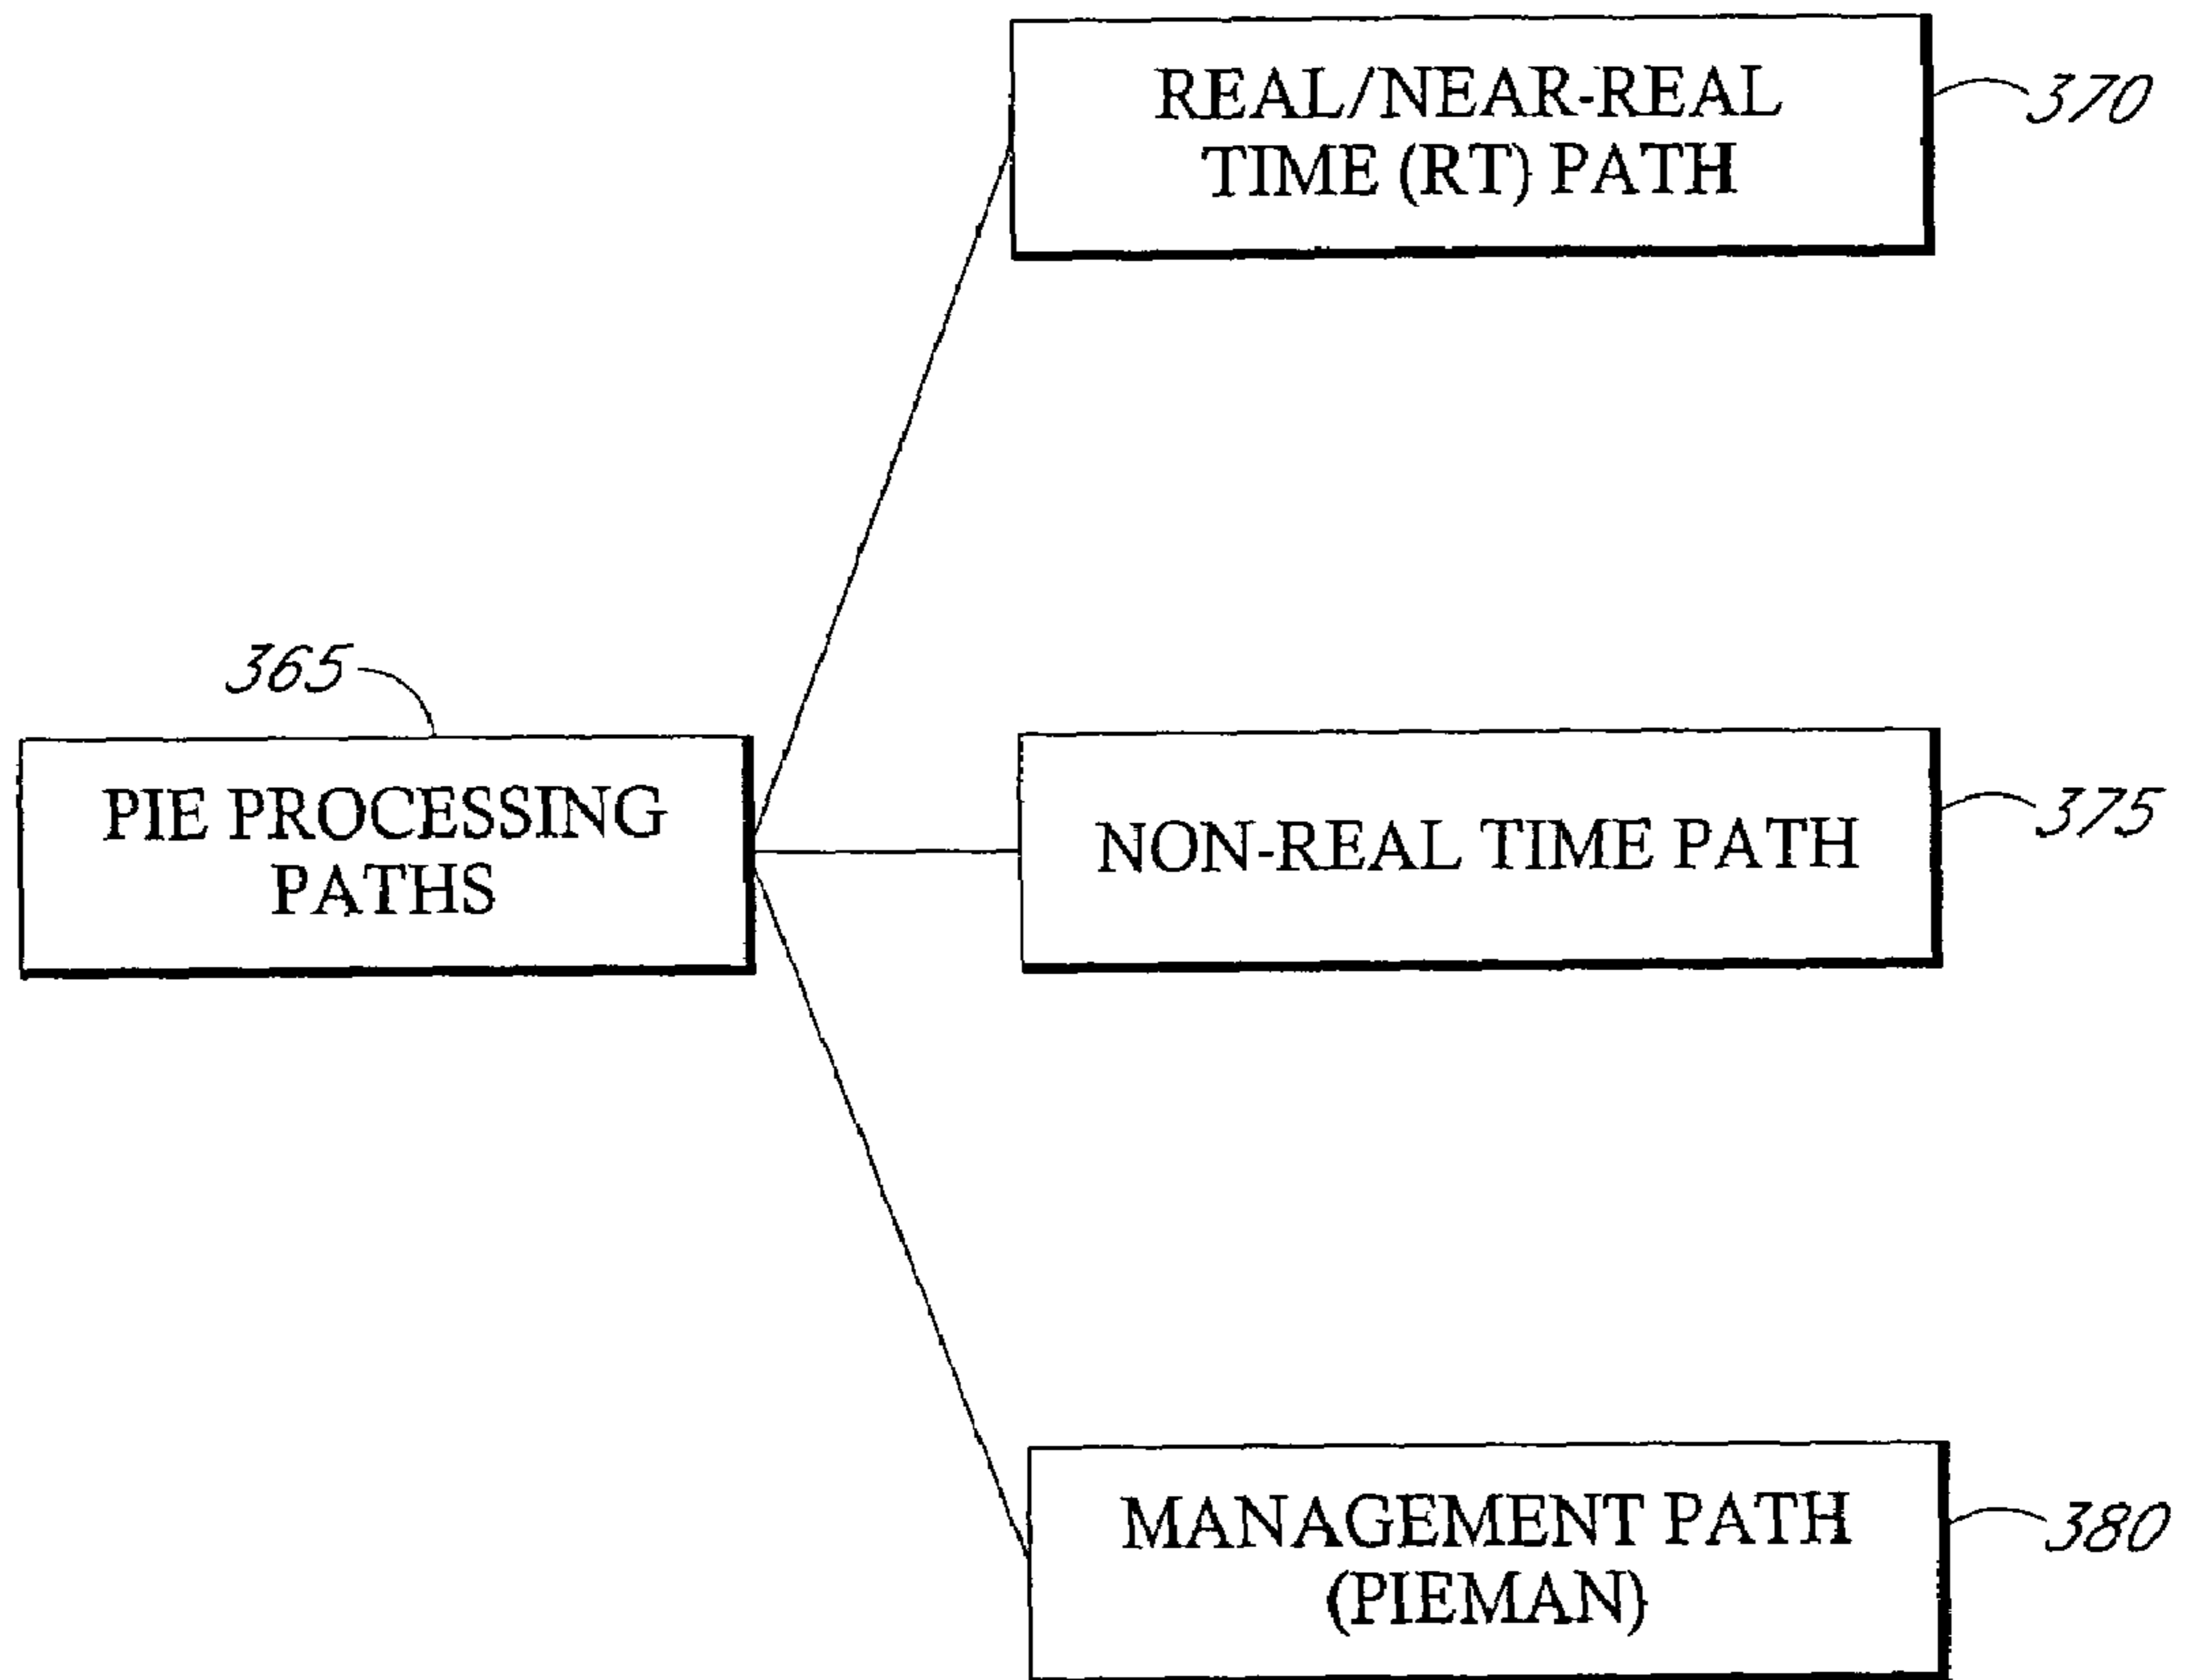 REAL/NEAR-REAL
TIME (RT) PATH
370
365
PIE PROCESSING
PATHS
NON-REAL TIME PATH
375
MANAGEMENT PATH
(PIEMAN)
380